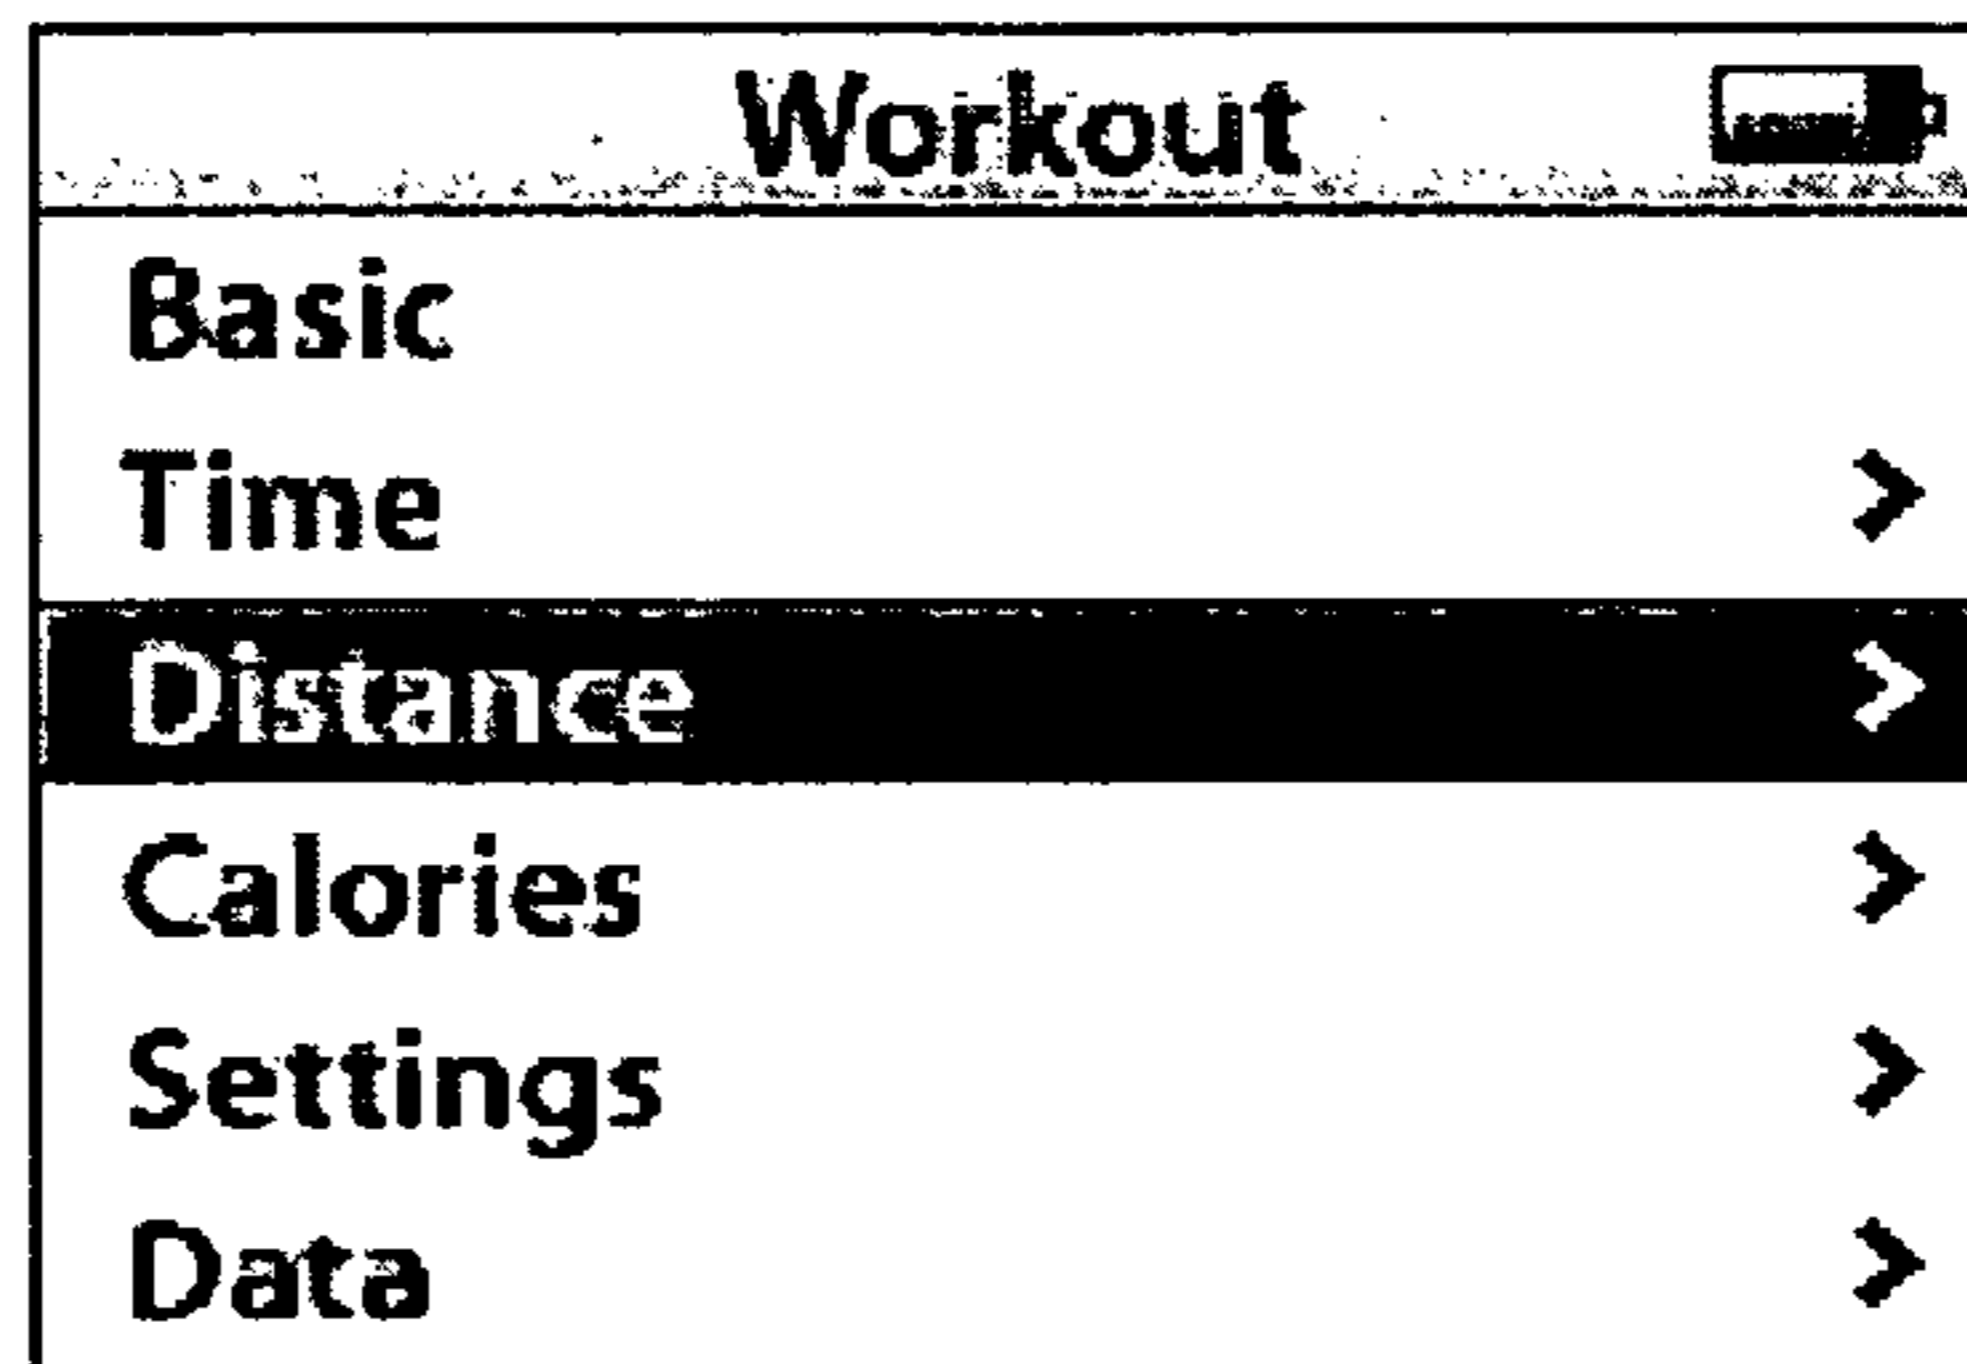 Workout
Basic
Time >
Distance >
Calories >
Settings >
Data >